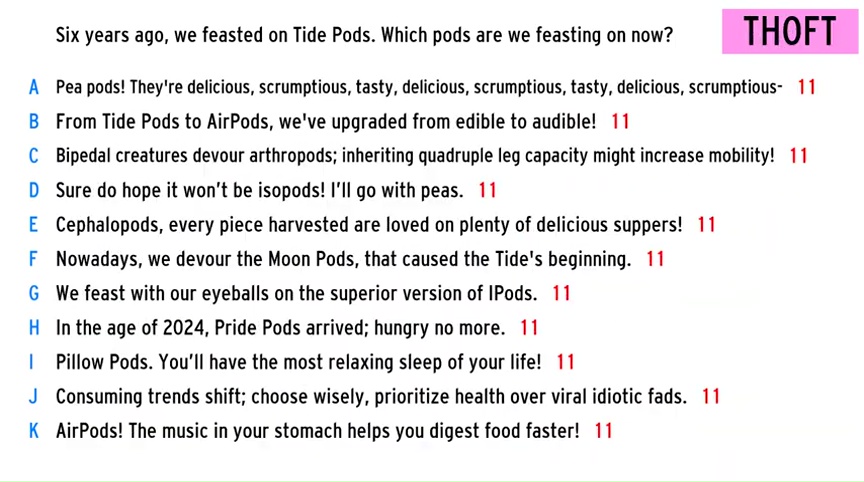 Six years ago, we feasted on Tide Pods. Which pods are we feasting on now?
THOFT
A Pea pods! They're delicious, scrumptious, tasty, delicious, scrumptious, tasty, delicious, scrumptious- 11
B From Tide Pods to AirPods, we've upgraded from edible to audible! 11
C Bipedal creatures devour arthropods; inheriting quadruple leg capacity might increase mobility! 11
D Sure do hope it won't be isopods! I'll go with peas. 11
E Cephalopods, every piece harvested are loved on plenty of delicious suppers! 11
F Nowadays, we devour the Moon Pods, that caused the Tide's beginning. 11
G We feast with our eyeballs on the superior version of IPods. 11
H In the age of 2024, Pride Pods arrived; hungry no more. 11
I Pillow Pods. You'll have the most relaxing sleep of your life! 11
J Consuming trends shift; choose wisely, prioritize health over viral idiotic fads. 11
K AirPods! The music in your stomach helps you digest food faster! 11